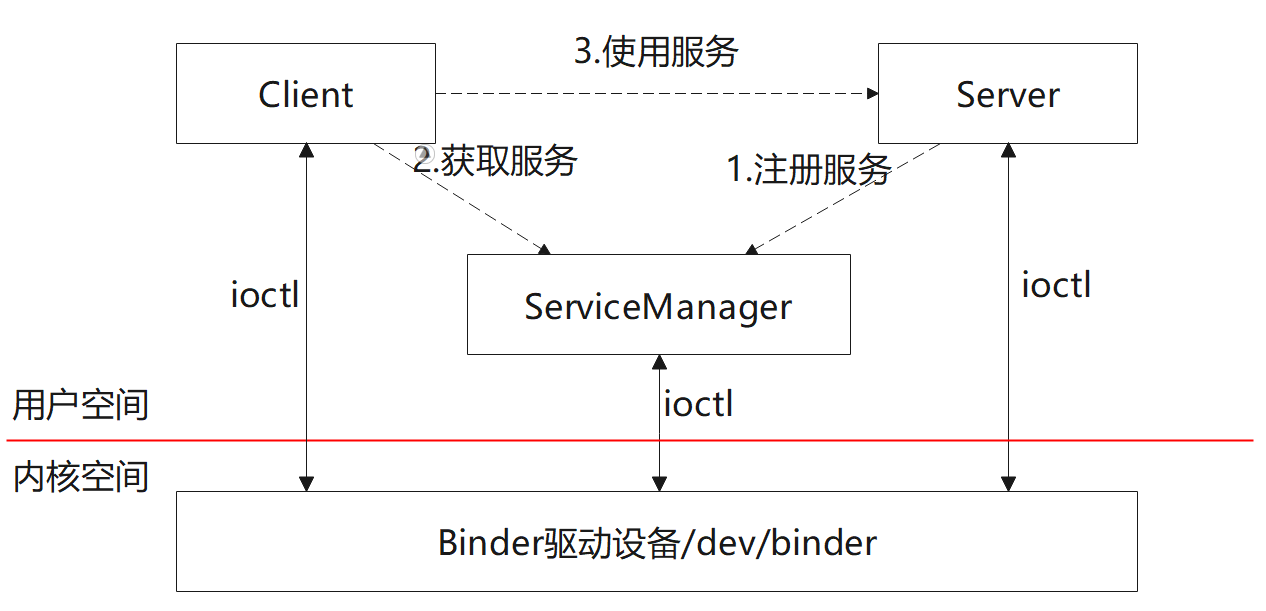 3.使用服务
Client
Server
2.获取服务
1.注册服务
ioctl
ioctl
ServiceManager
ioctl
用户空间
内核空间
Binder驱动设备/dev/binder